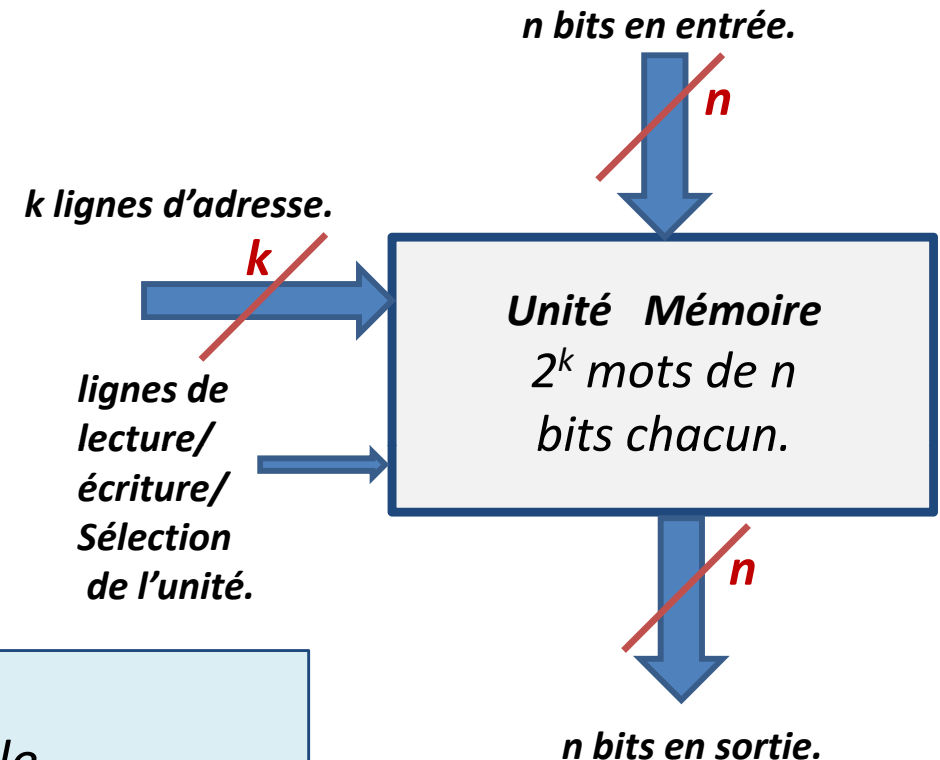 n bits en entrée.
n
k lignes d’adresse.
k
Unité Mémoire
2ᵏ mots de n
bits chacun.
lignes de
lecture/
écriture/
Sélection
de l’unité.
n
n bits en sortie.